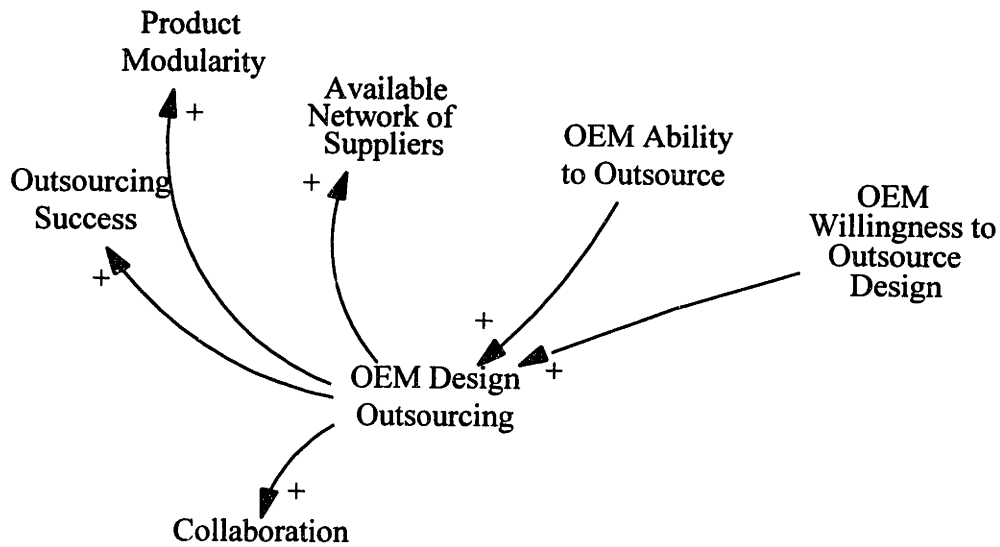 Product
Modularity
+
Available
Network of
Suppliers
+
OEM Ability
to Outsource
Outsourcing
Success
+
OEM
Willingness to
Outsource
Design
+
+
OEM Design
Outsourcing
+
Collaboration